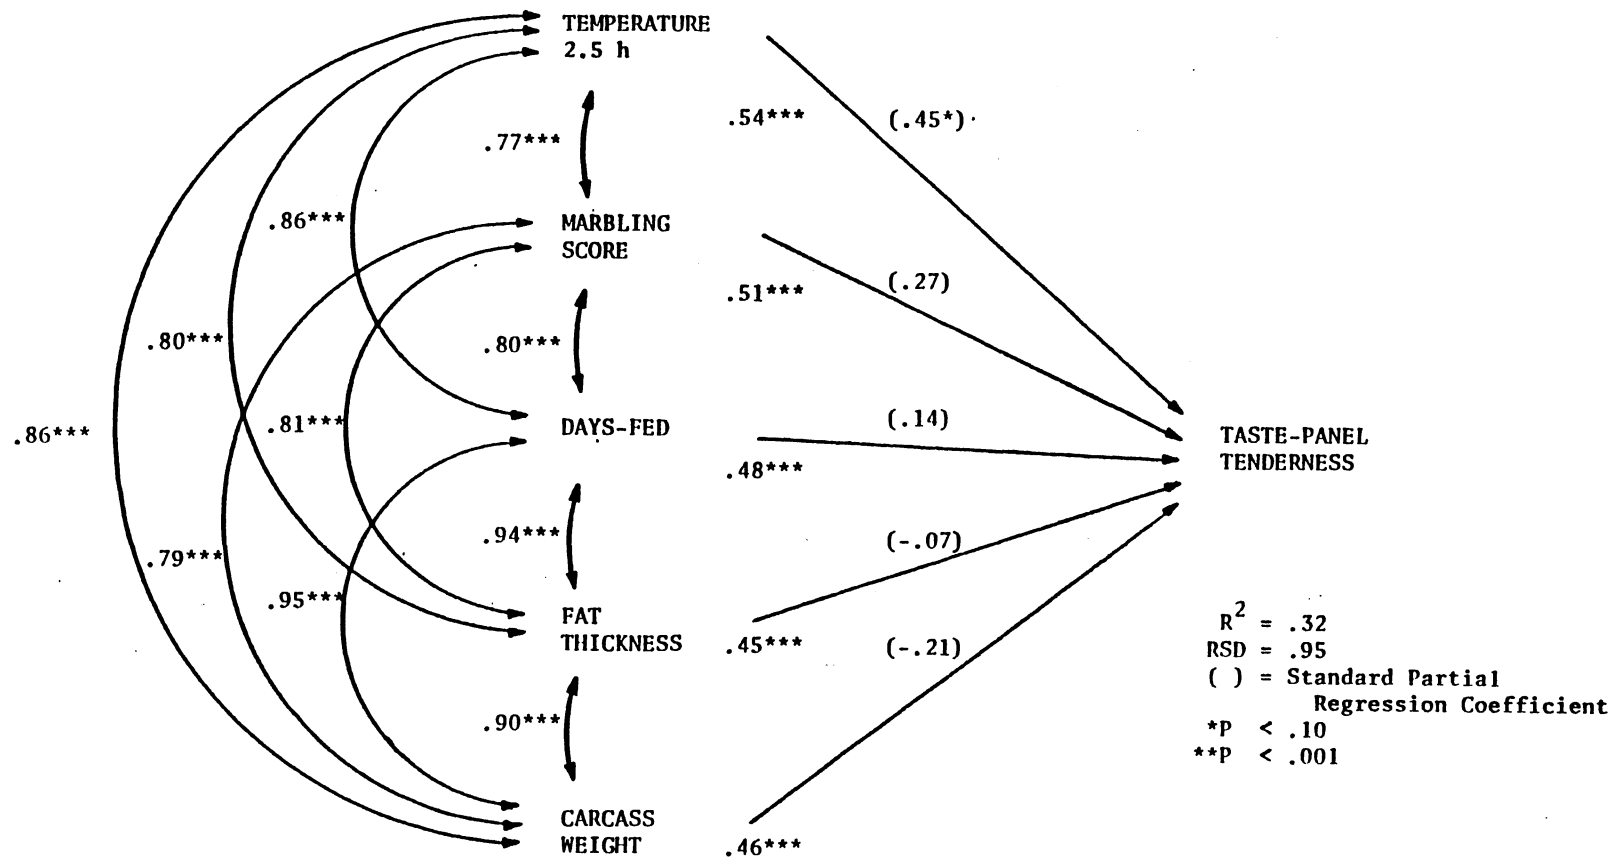 TEMPERATURE
2.5 h
.54***
(.45*)
.77***
.86***
MARBLING
SCORE
.51***
(.27)
.80***
.80***
.86***
.81***
DAYS-FED
.48***
(.14)
TASTE-PANEL
TENDERNESS
.94***
.79***
.95***
(-.07)
FAT
THICKNESS
.45***
(-.21)
.90***
CARCASS
WEIGHT
.46***
R2 = .32
RSD = .95
( ) = Standard Partial
Regression Coefficient
*P < .10
**P < .001